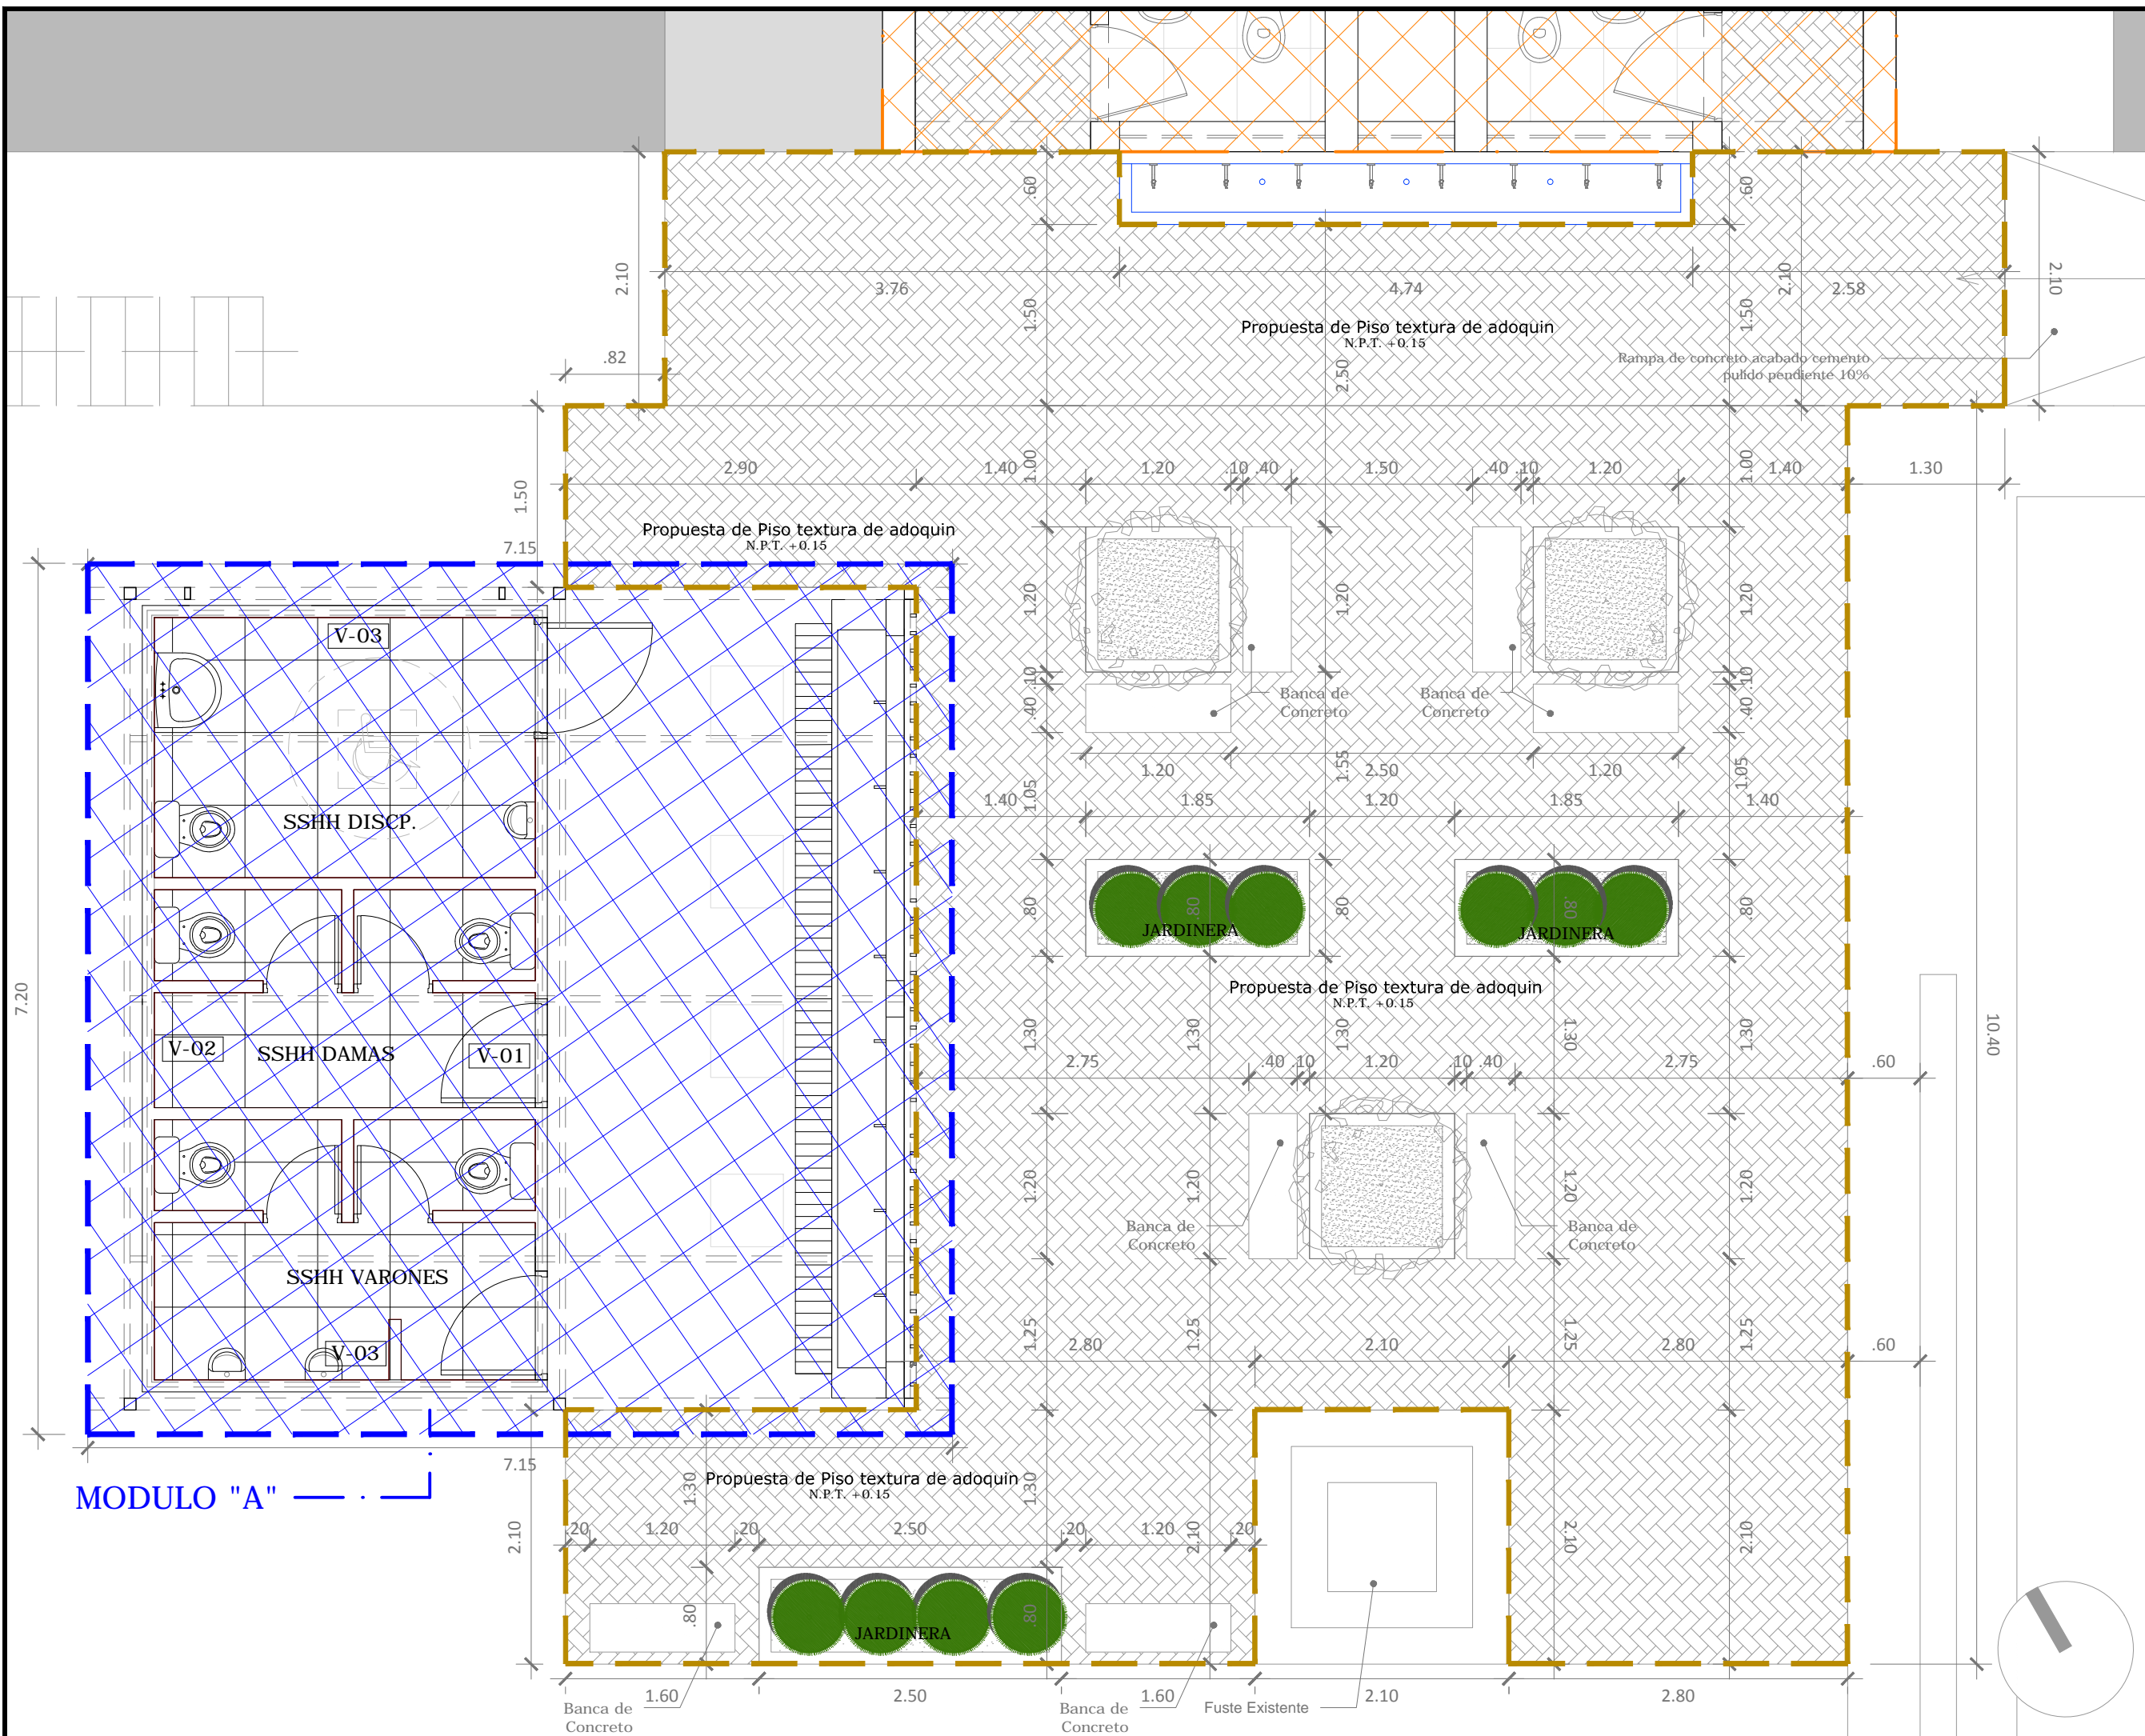 .60
.60
2.10
3.76
4.74
2.10
2.58
2.10
1.50
1.50
Propuesta de Piso textura de adoquin
N.P.T. +0.15
.82
2.50
Rampa de concreto acabado cemento
pulido pendiente 10%
2.90
1.40
1.00
1.20
.10
.40
1.50
.40
.10
1.20
1.00
1.40
1.30
1.50
Propuesta de Piso textura de adoquin
N.P.T. +0.15
7.15
1.20
1.20
1.20
V-03
.10
.40
Banca de
Concreto
Banca de
Concreto
.10
.40
1.20
1.55
2.50
1.20
1.05
1.05
1.40
1.85
1.20
1.85
1.40
SSHH DISCP.
.80
.80
.80
.80
.80
JARDINERA
JARDINERA
Propuesta de Piso textura de adoquin
N.P.T. +0.15
7.20
10.40
1.30
1.30
1.30
1.30
1.30
V-02
SSHH DAMAS
V-01
2.75
.40
.10
1.20
.10
.40
2.75
.60
1.20
1.20
1.20
1.20
Banca de
Concreto
Banca de
Concreto
SSHH VARONES
V-03
1.25
2.80
1.25
2.10
1.25
2.80
1.25
.60
7.15
MODULO "A"
Propuesta de Piso textura de adoquin
N.P.T. +0.15
1.30
1.30
2.10
.20
1.20
.20
2.50
.20
1.20
2.10
.20
2.10
2.10
.80
.80
JARDINERA
Banca de
Concreto
1.60
2.50
Banca de
Concreto
1.60
Fuste Existente
2.10
2.80